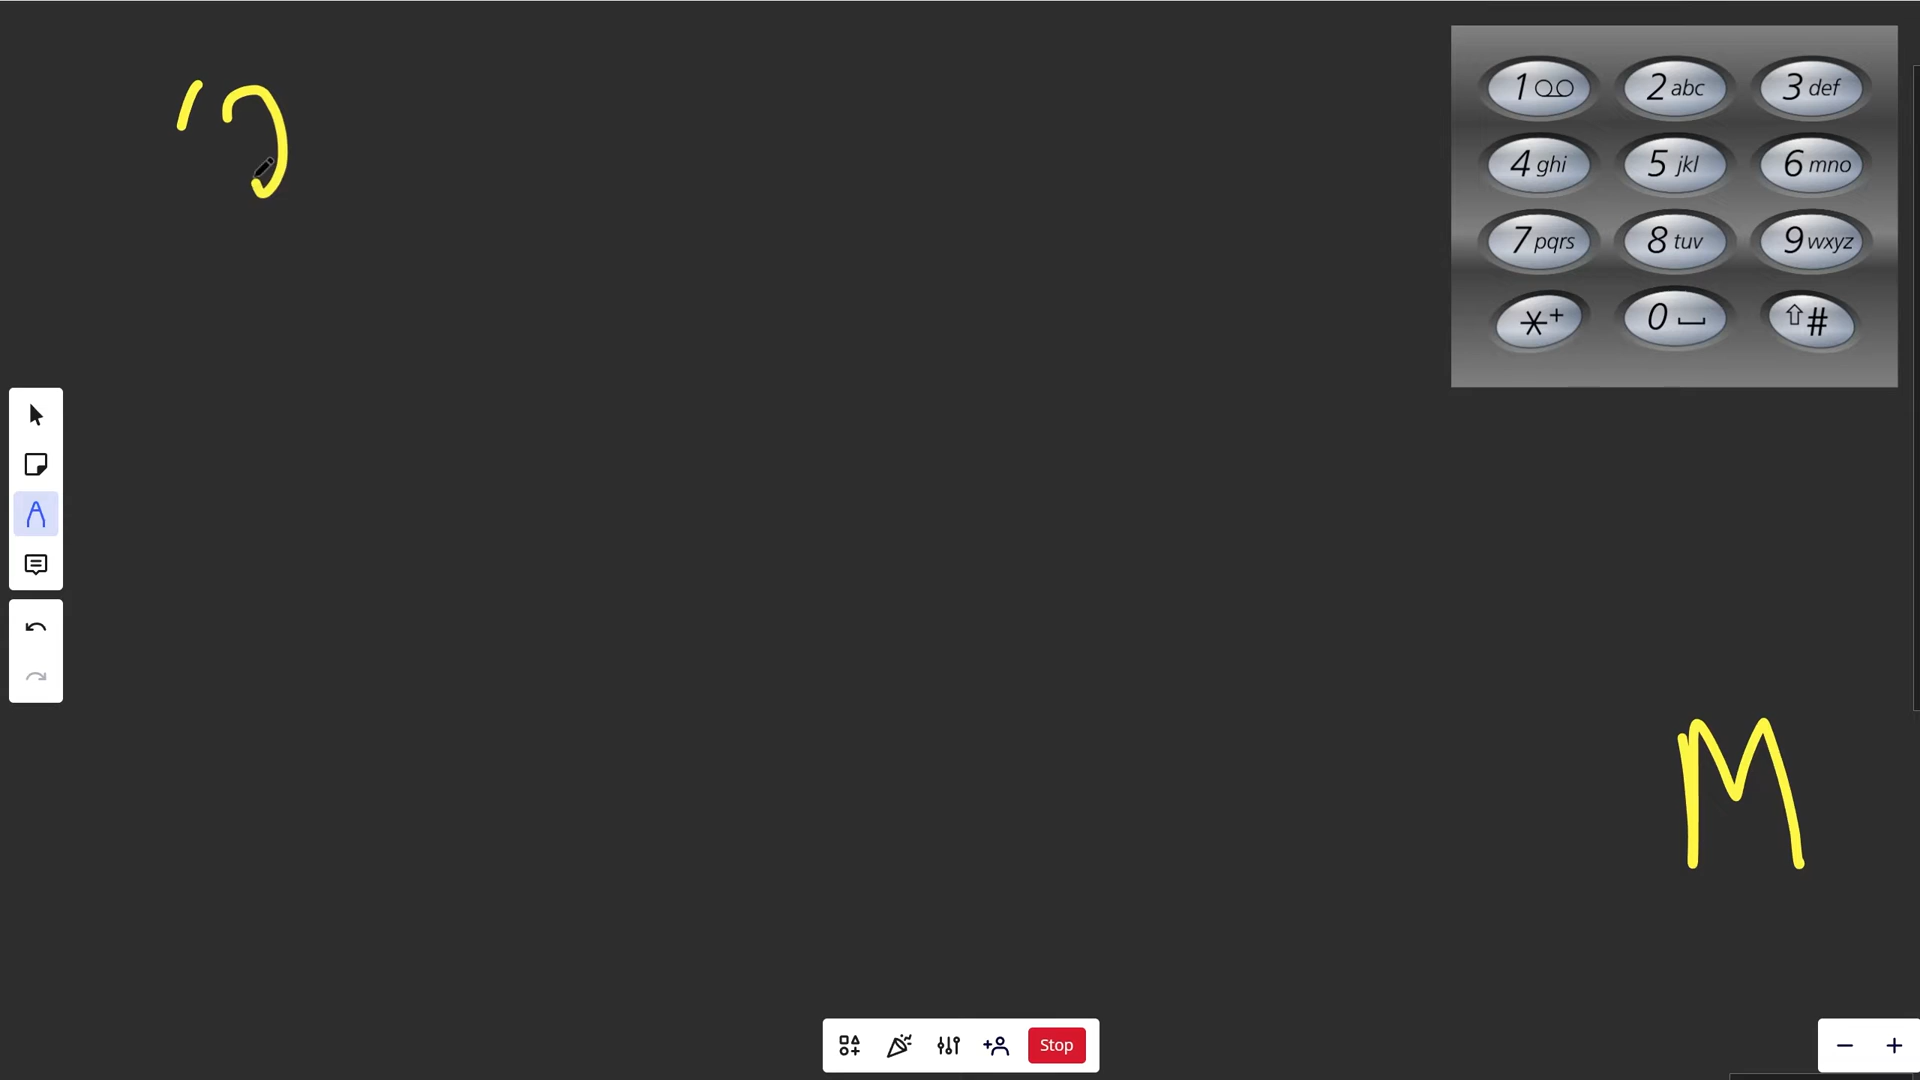 1 2 abc 3 def
4 ghi 5 jkl 6 mno
7 pqrs 8 tuv 9 wxyz
*+ 0 #
M
Stop